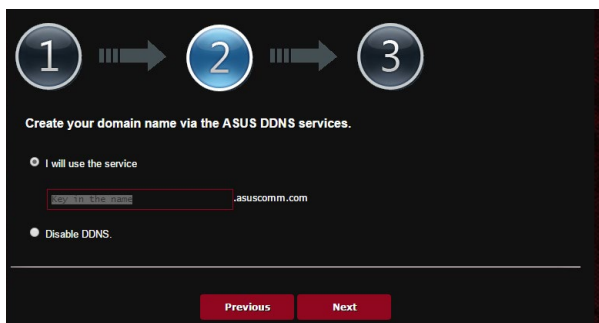 1 2 3
Create your domain name via the ASUS DDNS services.
I will use the service
Key in the name .asuscomm.com
Disable DDNS.
Previous Next